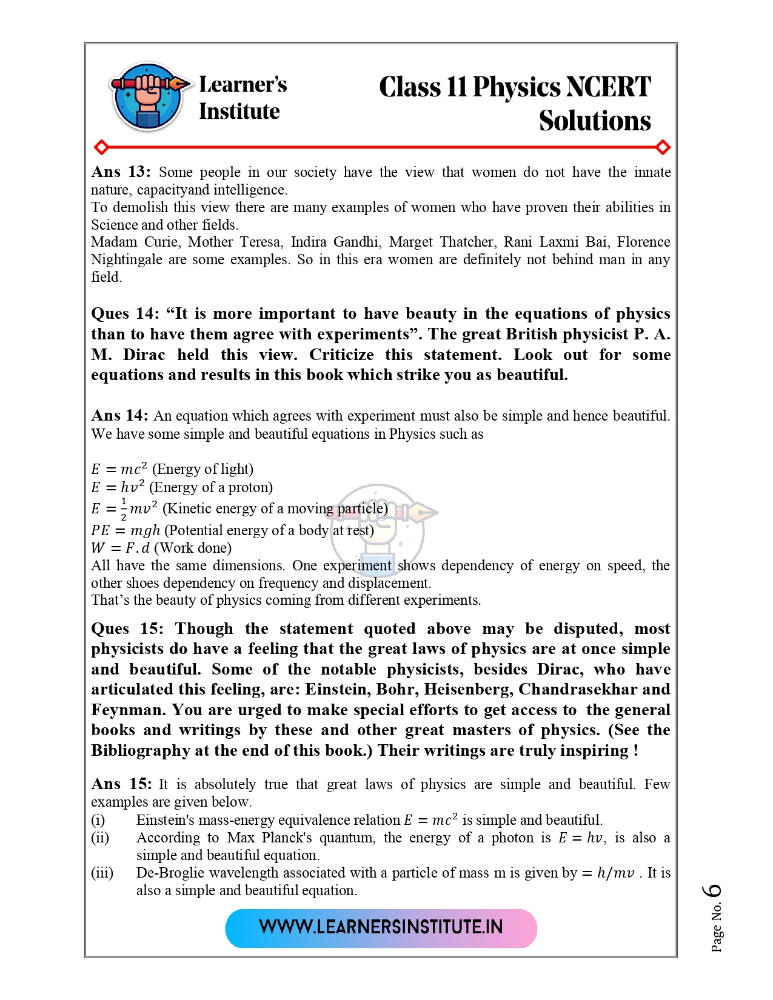 Learner's
Institute
Class 11 Physics NCERT
Solutions
Ans 13: Some people in our society have the view that women do not have the innate
nature, capacityand intelligence.
To demolish this view there are many examples of women who have proven their abilities in
Science and other fields.
Madam Curie, Mother Teresa, Indira Gandhi, Marget Thatcher, Rani Laxmi Bai, Florence
Nightingale are some examples. So in this era women are definitely not behind man in any
field.
Ques 14: “It is more important to have beauty in the equations of physics
than to have them agree with experiments”. The great British physicist P. A.
M. Dirac held this view. Criticize this statement. Look out for some
equations and results in this book which strike you as beautiful.
Ans 14: An equation which agrees with experiment must also be simple and hence beautiful.
We have some simple and beautiful equations in Physics such as
E = mc² (Energy of light)
E = hv² (Energy of a proton)
E = 1/2 mv² (Kinetic energy of a moving particle)
PE = mgh (Potential energy of a body at rest)
W = F. d (Work done)
All have the same dimensions. One experiment shows dependency of energy on speed, the
other shoes dependency on frequency and displacement.
That’s the beauty of physics coming from different experiments.
Ques 15: Though the statement quoted above may be disputed, most
physicists do have a feeling that the great laws of physics are at once simple
and beautiful. Some of the notable physicists, besides Dirac, who have
articulated this feeling, are: Einstein, Bohr, Heisenberg, Chandrasekhar and
Feynman. You are urged to make special efforts to get access to the general
books and writings by these and other great masters of physics. (See the
Bibliography at the end of this book.) Their writings are truly inspiring !
Ans 15: It is absolutely true that great laws of physics are simple and beautiful. Few
examples are given below.
(i) Einstein's mass-energy equivalence relation E = mc² is simple and beautiful.
(ii) According to Max Planck's quantum, the energy of a photon is E = hv, is also a
simple and beautiful equation.
(iii) De-Broglie wavelength associated with a particle of mass m is given by = h/mv . It is
also a simple and beautiful equation.
WWW.LEARNERSINSTITUTE.IN
Page No. 6